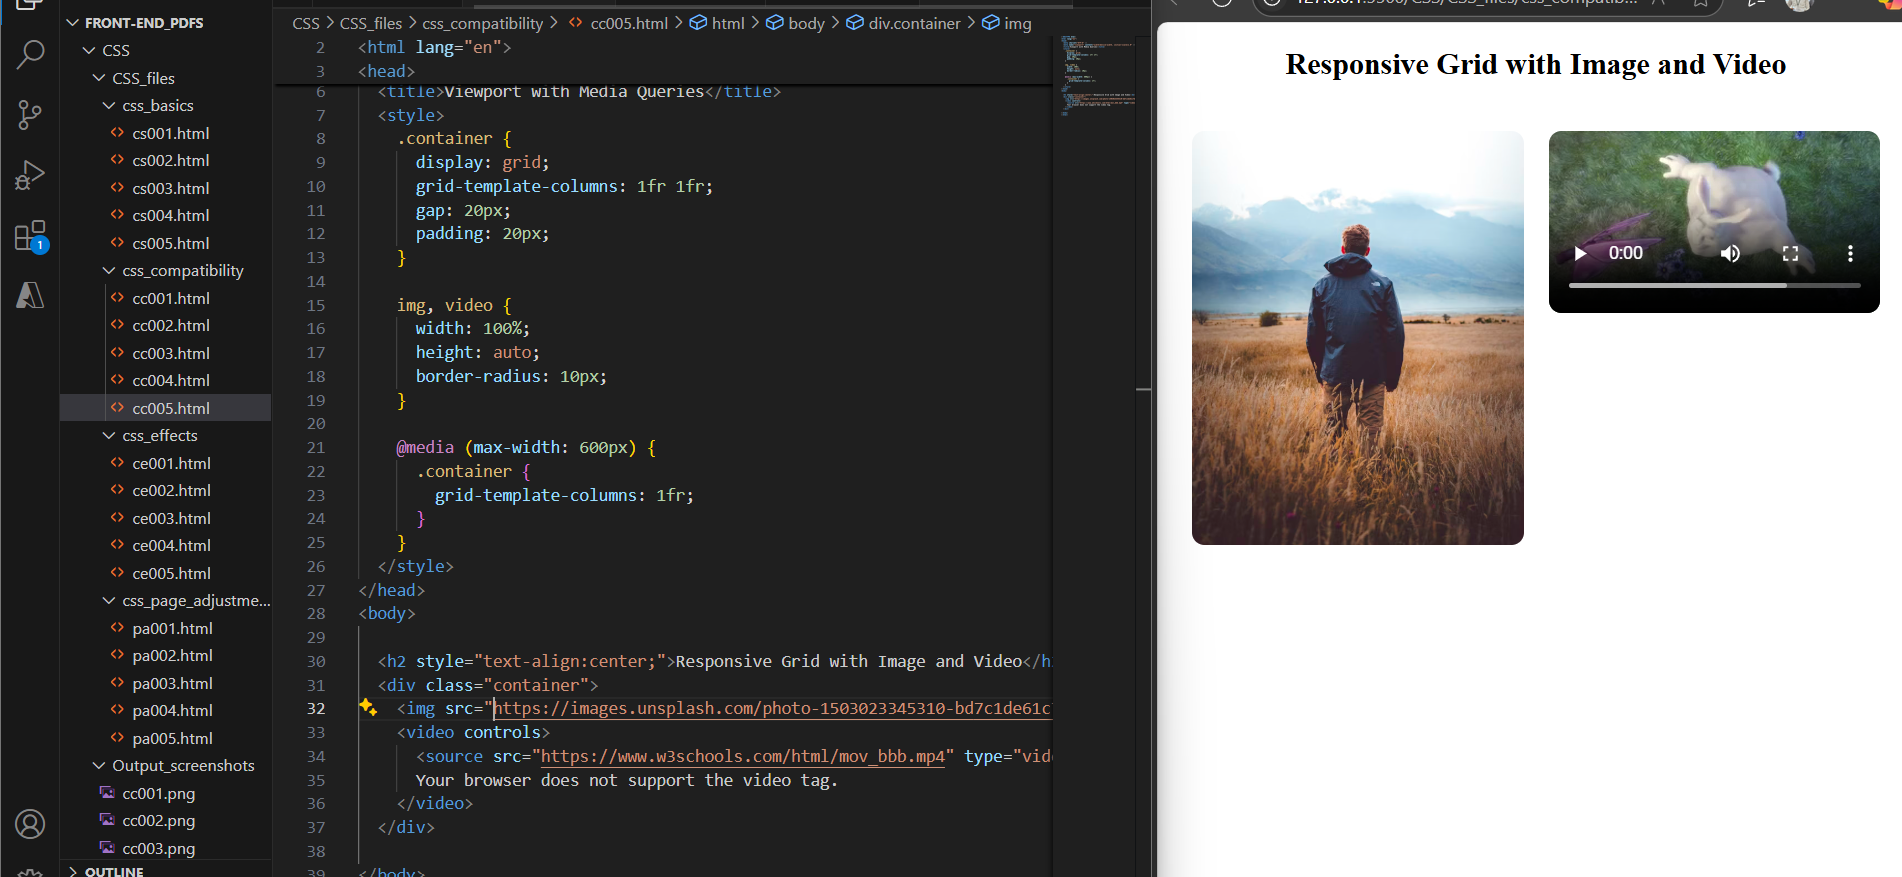 FRONT-END_PDFS
CSS
CSS_files
css_basics
cs001.html
cs002.html
cs003.html
cs004.html
cs005.html
css_compatibility
cc001.html
cc002.html
cc003.html
cc004.html
cc005.html
css_effects
ce001.html
ce002.html
ce003.html
ce004.html
ce005.html
css_page_adjustme...
pa001.html
pa002.html
pa003.html
pa004.html
pa005.html
Output_screenshots
cc001.png
cc002.png
cc003.png
OUTLINE
1
CSS > CSS_files > css_compatibility > <> cc005.html > html > body > div.container > img
2 <html lang="en">
3 <head>
6 <title>Viewport with Media Queries</title>
7 <style>
8 .container {
9 display: grid;
10 grid-template-columns: 1fr 1fr;
11 gap: 20px;
12 padding: 20px;
13 }
14
15 img, video {
16 width: 100%;
17 height: auto;
18 border-radius: 10px;
19 }
20
21 @media (max-width: 600px) {
22 .container {
23 grid-template-columns: 1fr;
24 }
25 }
26 </style>
27 </head>
28 <body>
29
30 <h2 style="text-align:center;">Responsive Grid with Image and Video</h
31 <div class="container">
32 <img src="https://images.unsplash.com/photo-1503023345310-bd7c1de61c
33 <video controls>
34 <source src="https://www.w3schools.com/html/mov_bbb.mp4" type="vid
35 Your browser does not support the video tag.
36 </video>
37 </div>
38
39 </body>
Responsive Grid with Image and Video
0:00